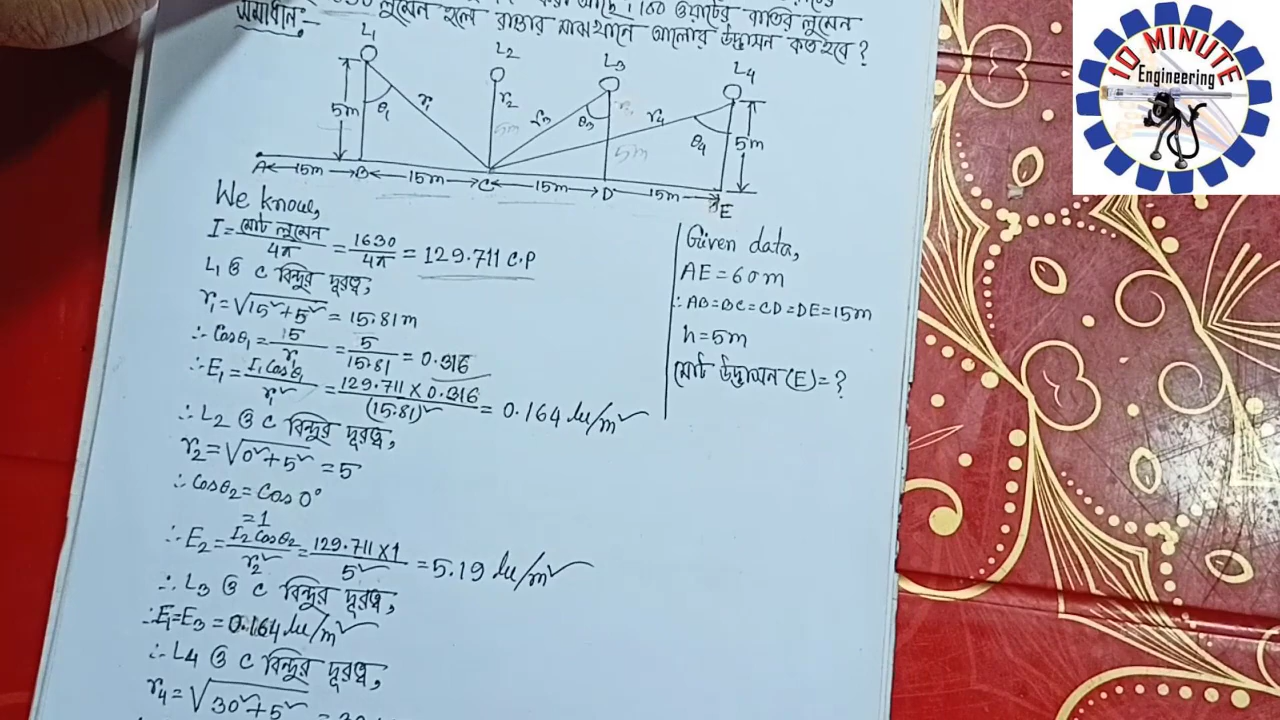 লুমেন হলে রাস্তার মাঝখানে আলোর উদ্ভাসন কত হবে ?
সমাধান:-
L₁ L₂ L₃ L₄
5m θ₁ r₁ r₂ 5m r₃ θ₃ 5m r₄ θ₄ 5m
A 15m B 15m C 15m D 15m E
We know,
I = মোট লুমেন / 4π = 1630 / 4π = 129.711 C.P
L₁ ও C বিন্দুর দূরত্ব,
r₁ = √15²+5² = 15.81m
∴ Cosθ₁ = 5 / r₁ = 5 / 15.81 = 0.316
∴ E₁ = I₁ Cosθ₁ / r₁² = 129.711 × 0.316 / (15.81)² = 0.164 lu/m²
∴ L₂ ও C বিন্দুর দূরত্ব,
r₂ = √0²+5² = 5
∴ Cosθ₂ = Cos 0°
= 1
∴ E₂ = I₂ Cosθ₂ / r₂² = 129.711 × 1 / 5² = 5.19 lu/m²
∴ L₃ ও C বিন্দুর দূরত্ব,
∴ E₁ = E₃ = 0.164 lu/m²
∴ L₄ ও C বিন্দুর দূরত্ব,
r₄ = √30²+5²
Given data,
AE = 60m
∴ AB = BC = CD = DE = 15m
h = 5m
মোট উদ্ভাসন (E) = ?
10 MINUTE
Engineering